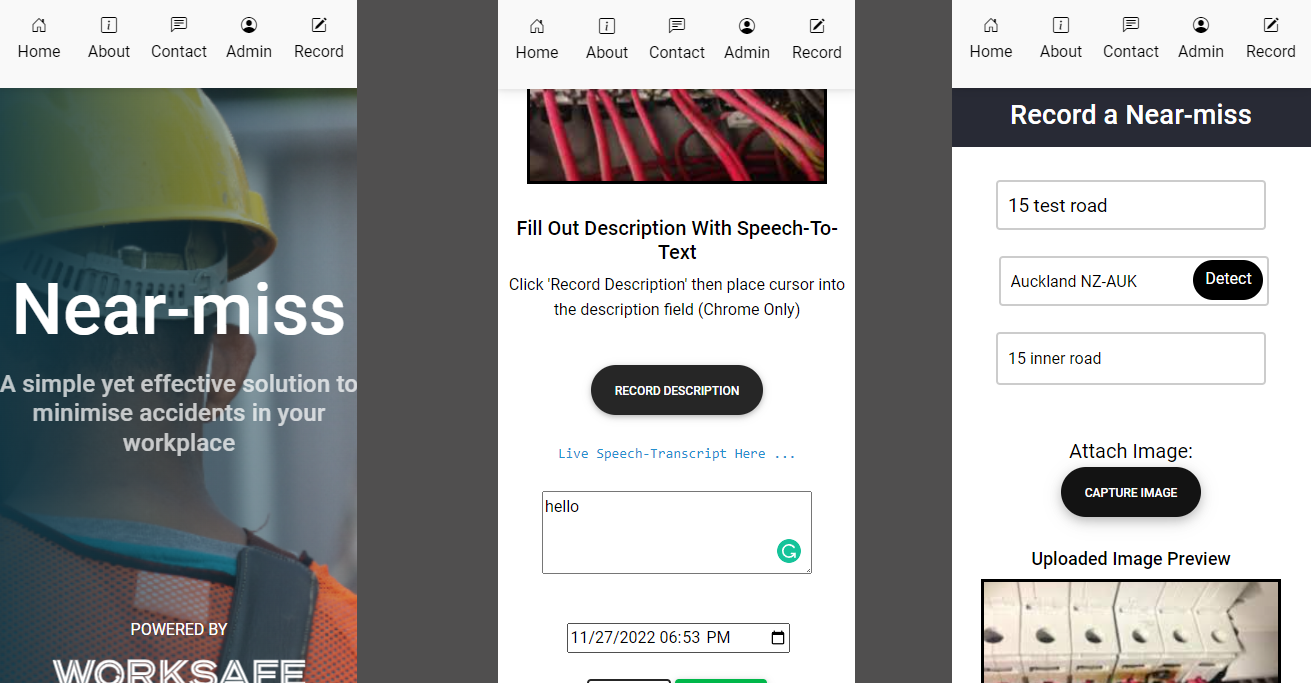 Home About Contact Admin Record
Near-miss
A simple yet effective solution to
minimise accidents in your
workplace
POWERED BY
WORKSAFE
Home About Contact Admin Record
Fill Out Description With Speech-To-
Text
Click 'Record Description' then place cursor into
the description field (Chrome Only)
RECORD DESCRIPTION
Live Speech-Transcript Here ...
hello
11/27/2022 06:53 PM
Home About Contact Admin Record
Record a Near-miss
15 test road
Auckland NZ-AUK Detect
15 inner road
Attach Image:
CAPTURE IMAGE
Uploaded Image Preview